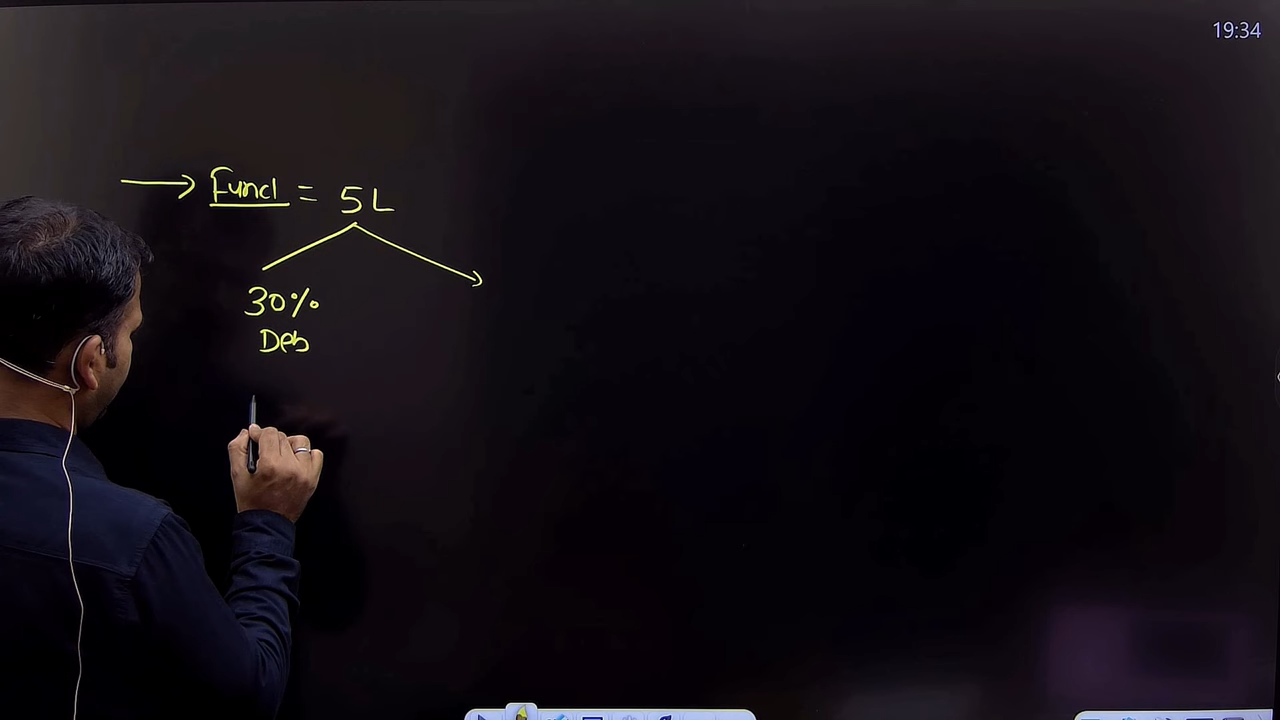 19:34
→ Fund = 5L
30%
Deb